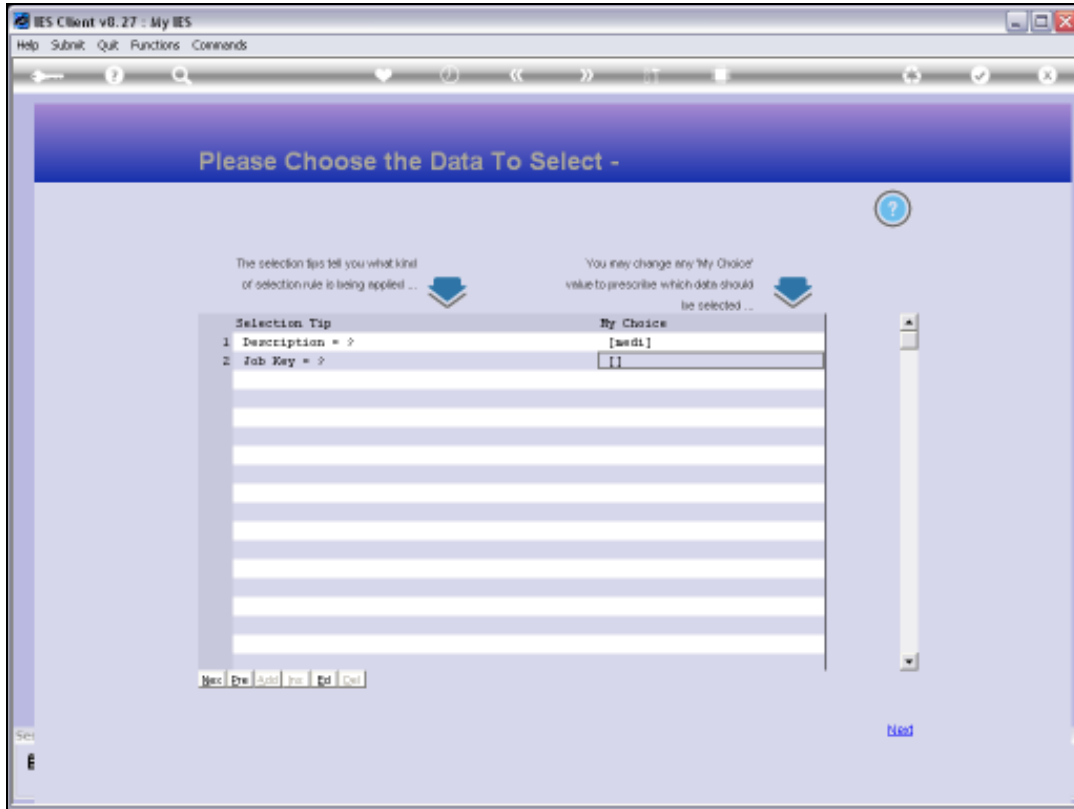 IES Client v8.27 : My IES
Help Submit Quit Functions Commands
Please Choose the Data To Select -
The selection tips tell you what kind
of selection rule is being applied ...
You may change any 'My Choice'
value to prescribe which data should
be selected ...
Selection Tip My Choice
1 Description = ? [medi]
2 Job Key = ? []
Nex Pre Add Ins Ed Del
Next